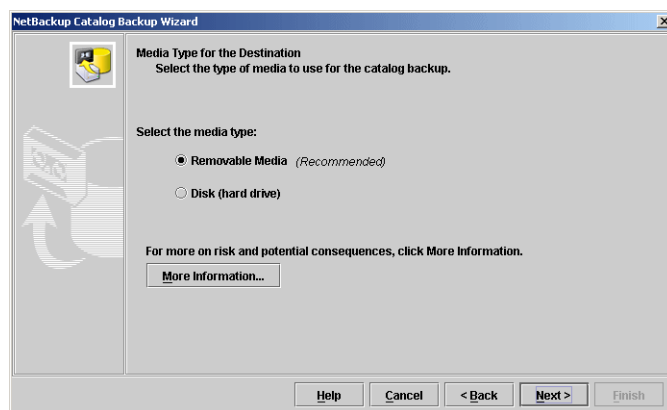 NetBackup Catalog Backup Wizard
Media Type for the Destination
Select the type of media to use for the catalog backup.
Select the media type:
Removable Media (Recommended)
Disk (hard drive)
For more on risk and potential consequences, click More Information.
More Information...
Help Cancel < Back Next > Finish